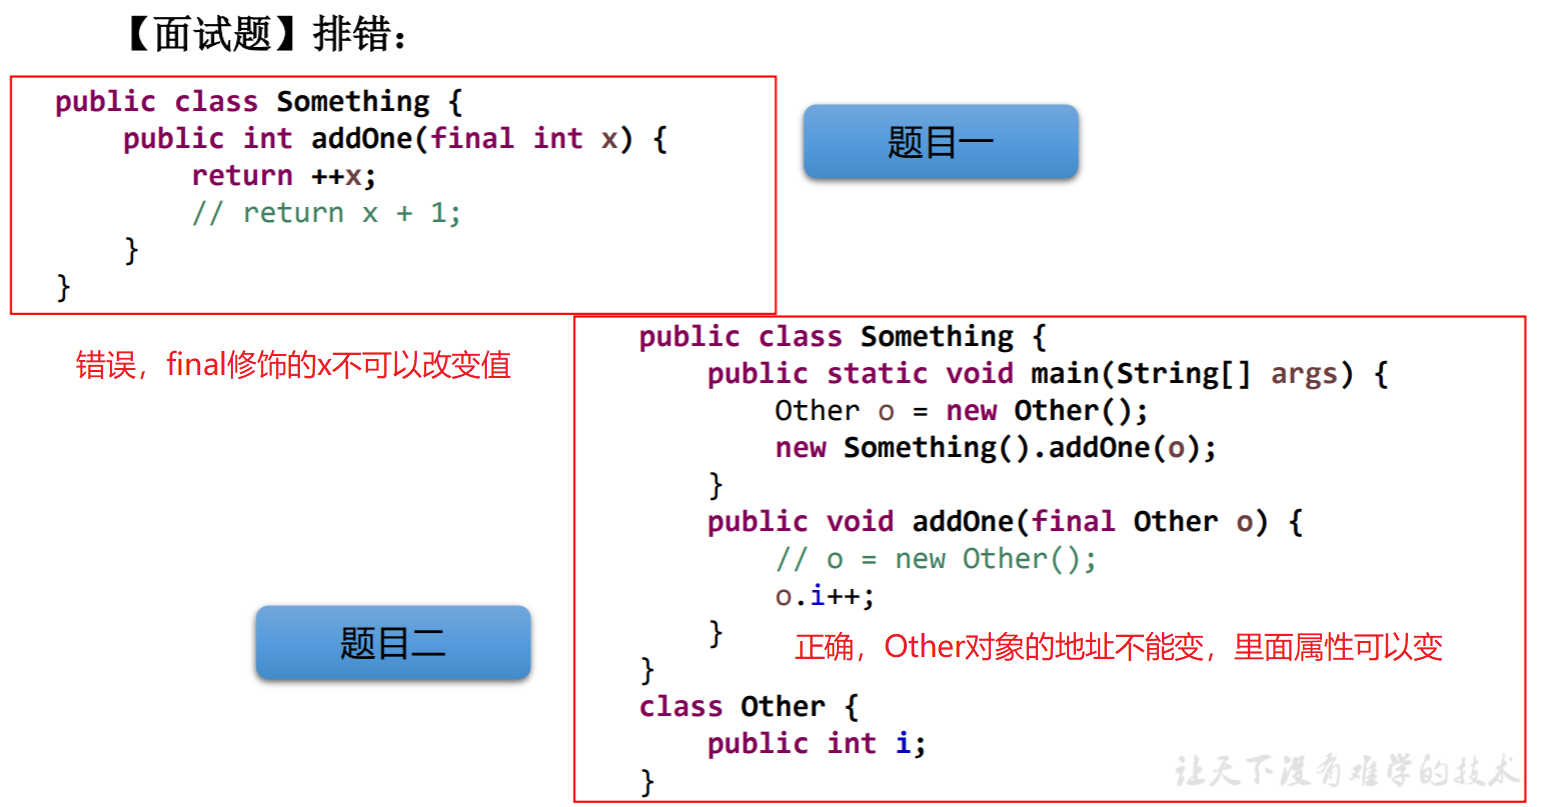 【面试题】排错：
public class Something {
public int addOne(final int x) {
return ++x;
// return x + 1;
}
}
题目一
错误，final修饰的x不可以改变值
public class Something {
public static void main(String[] args) {
Other o = new Other();
new Something().addOne(o);
}
public void addOne(final Other o) {
// o = new Other();
o.i++;
}
正确，Other对象的地址不能变，里面属性可以变
}
class Other {
public int i;
}
题目二
让天下没有难学的技术